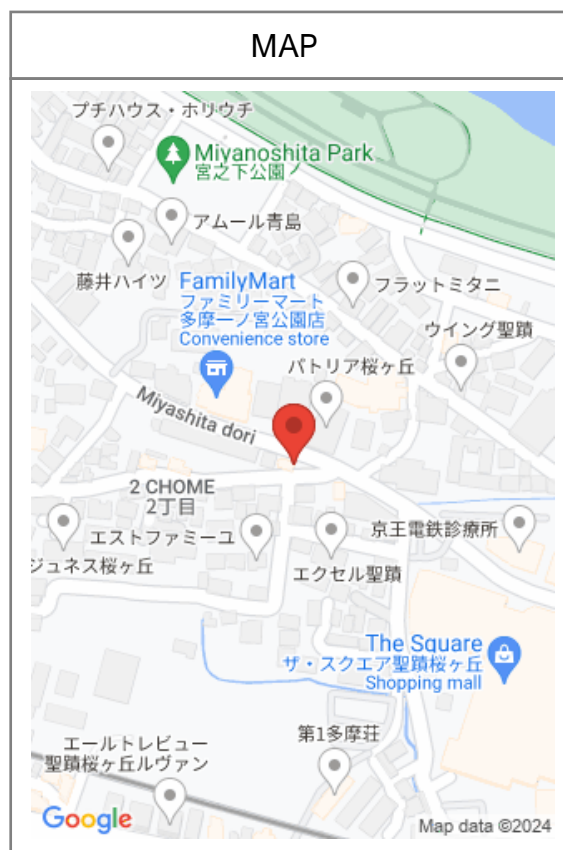 MAP
プチハウス・ホリウチ
Miyanoshita Park
宮之下公園
アムール青島
藤井ハイツ
FamilyMart
ファミリーマート
多摩一ノ宮公園店
Convenience store
フラットミタニ
ウイング聖蹟
パトリア桜ヶ丘
Miyashita dori
2 CHOME
2丁目
エストファミーユ
京王電鉄診療所
ジュネス桜ヶ丘
エクセル聖蹟
The Square
ザ・スクエア聖蹟桜ヶ丘
Shopping mall
第1多摩荘
エールトレビュー
聖蹟桜ヶ丘ルヴァン
Google
Map data ©2024